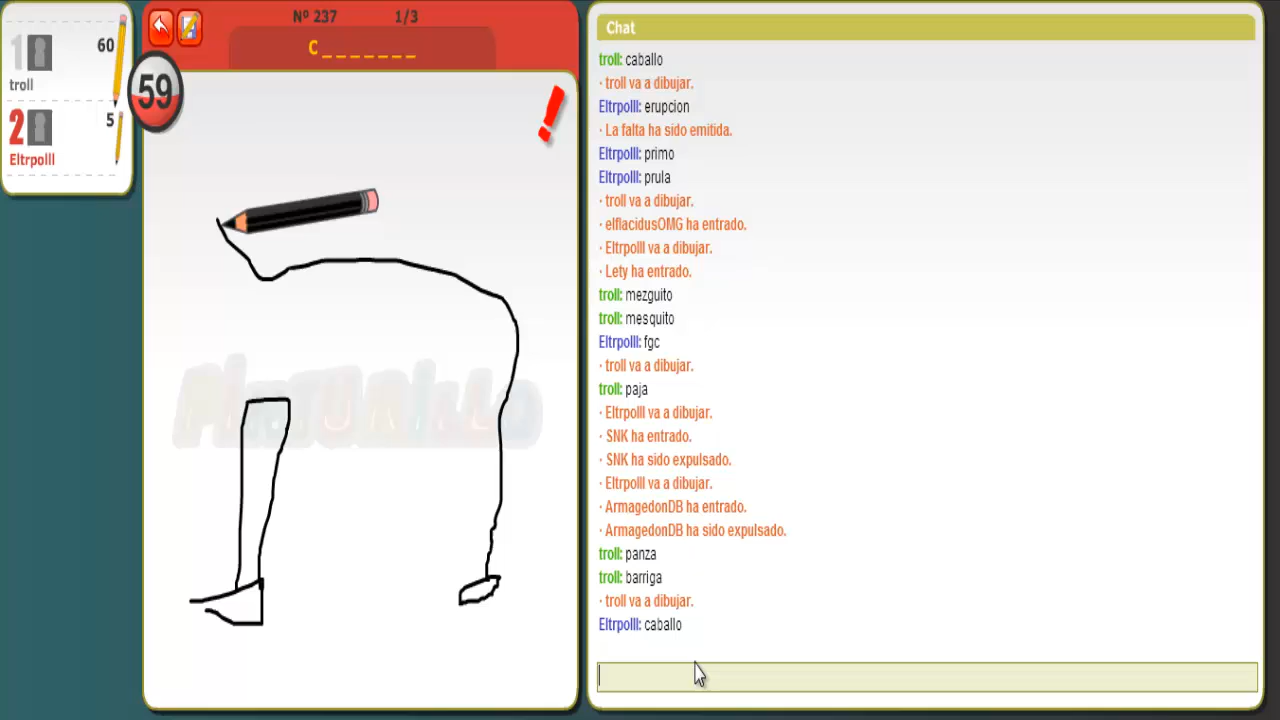 1
60
troll
2
5
Eltrpolll
Nº 237 1/3
C _ _ _ _ _ _ _
59
Chat
troll: caballo
· troll va a dibujar.
Eltrpolll: erupcion
· La falta ha sido emitida.
Eltrpolll: primo
Eltrpolll: prula
· troll va a dibujar.
· elflacidusOMG ha entrado.
· Eltrpolll va a dibujar.
· Lety ha entrado.
troll: mezguito
troll: mesquito
Eltrpolll: fgc
· troll va a dibujar.
troll: paja
· Eltrpolll va a dibujar.
· SNK ha entrado.
· SNK ha sido expulsado.
· Eltrpolll va a dibujar.
· ArmagedonDB ha entrado.
· ArmagedonDB ha sido expulsado.
troll: panza
troll: barriga
· troll va a dibujar.
Eltrpolll: caballo